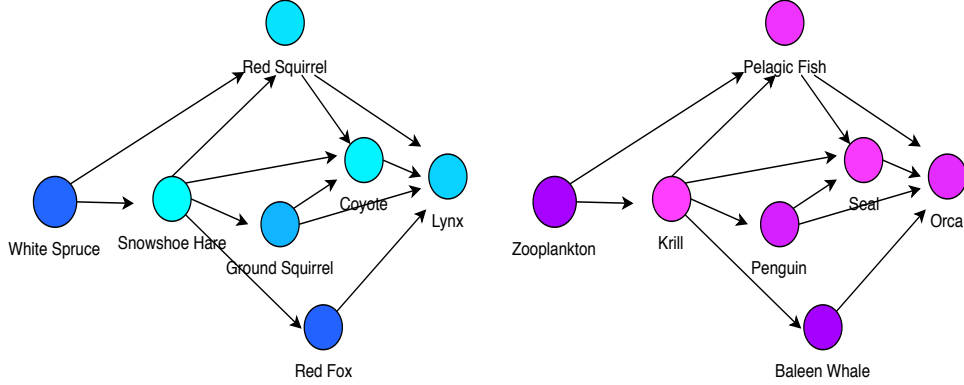 Red Squirrel
Pelagic Fish
Coyote
Seal
Lynx
Orca
White Spruce
Snowshoe Hare
Zooplankton
Krill
Ground Squirrel
Penguin
Red Fox
Baleen Whale